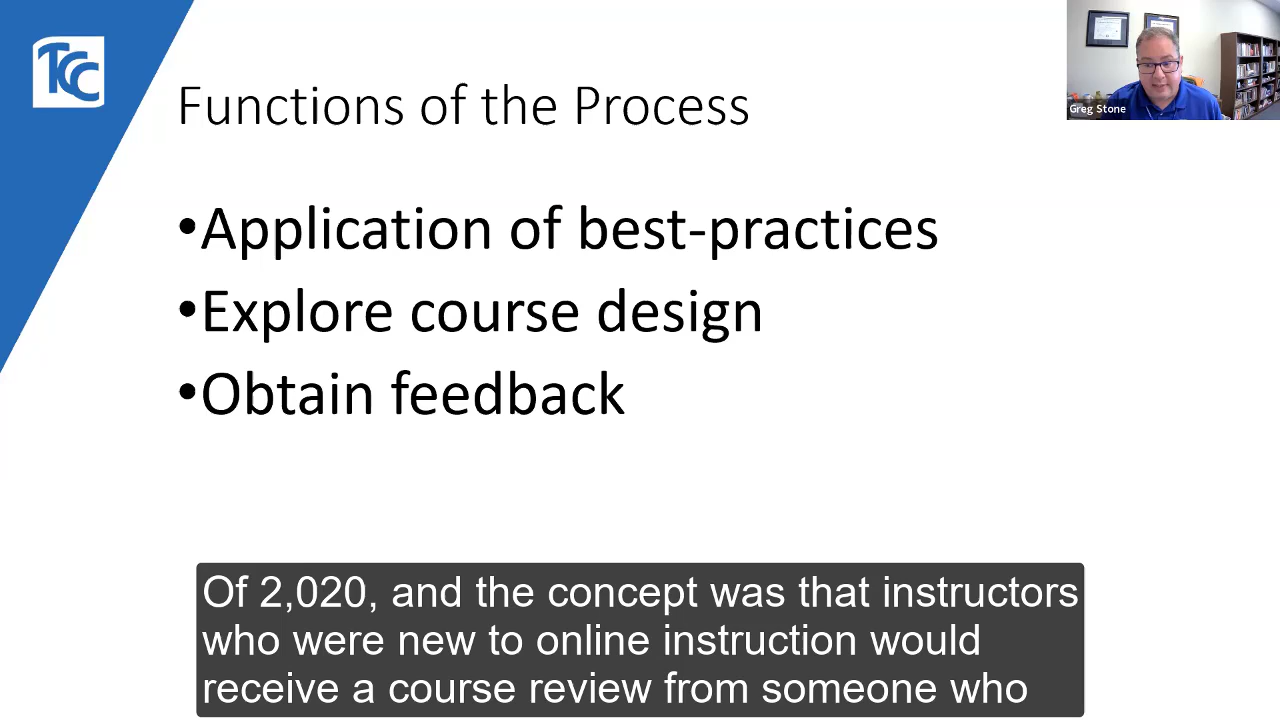 TCC
Functions of the Process
Greg Stone
•Application of best-practices
•Explore course design
•Obtain feedback
Of 2,020, and the concept was that instructors
who were new to online instruction would
receive a course review from someone who